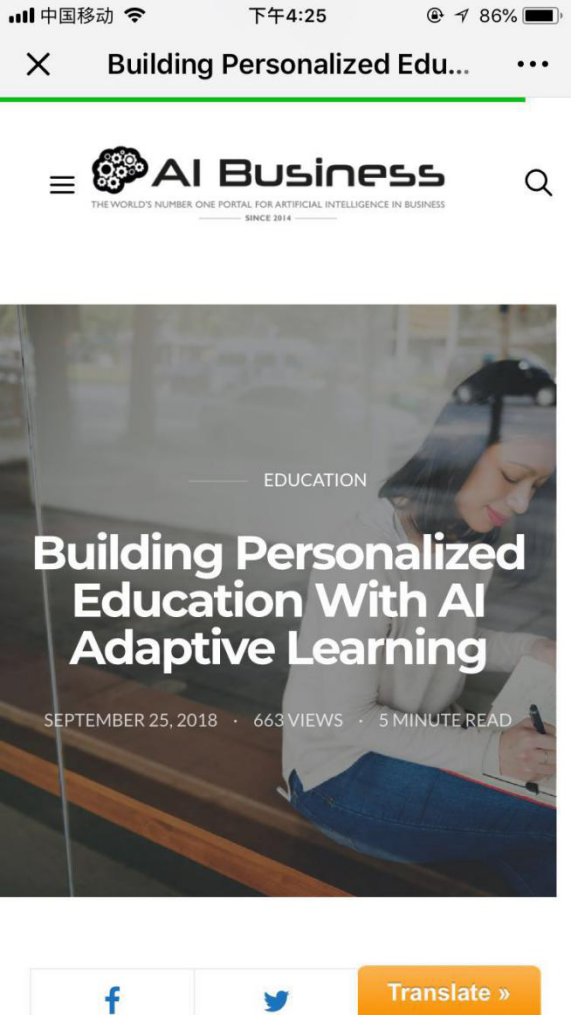 中国移动 下午4:25 86%
Building Personalized Edu...
AI Business
THE WORLD'S NUMBER ONE PORTAL FOR ARTIFICIAL INTELLIGENCE IN BUSINESS
SINCE 2014
EDUCATION
Building Personalized
Education With AI
Adaptive Learning
SEPTEMBER 25, 2018 · 663 VIEWS · 5 MINUTE READ
Translate »